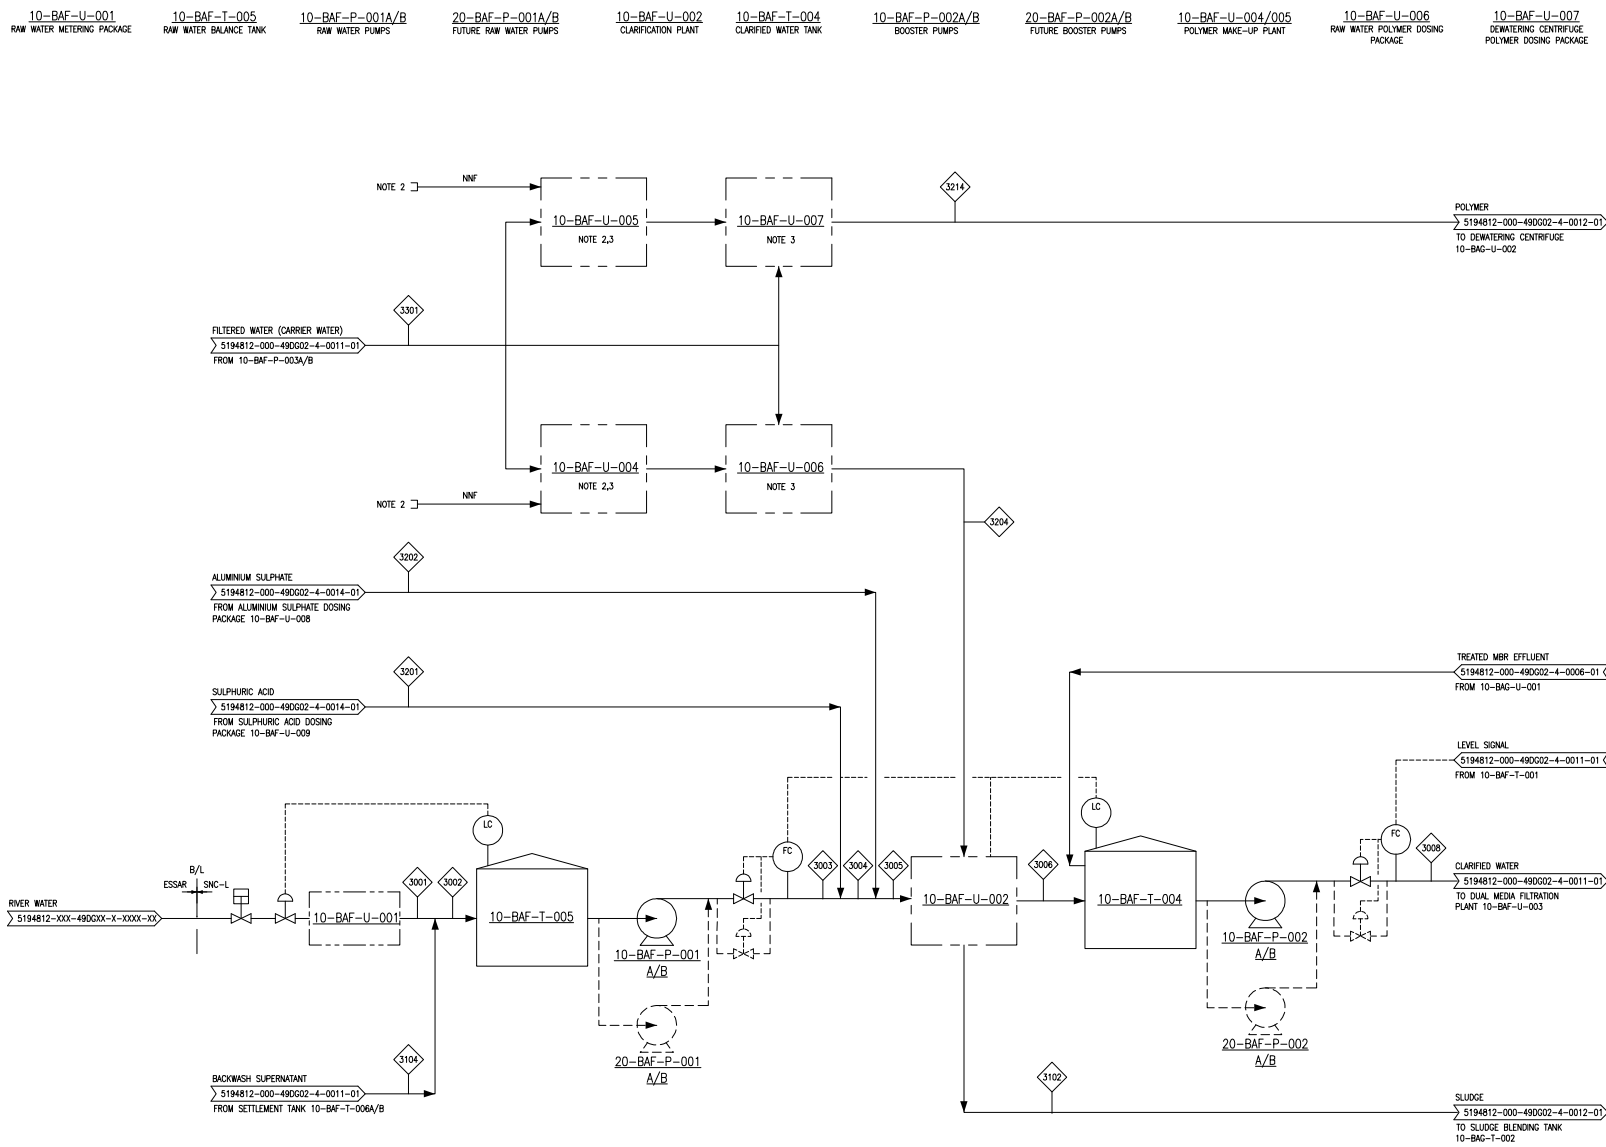 10-BAF-U-001
RAW WATER METERING PACKAGE
10-BAF-T-005
RAW WATER BALANCE TANK
10-BAF-P-001A/B
RAW WATER PUMPS
20-BAF-P-001A/B
FUTURE RAW WATER PUMPS
10-BAF-U-002
CLARIFICATION PLANT
10-BAF-T-004
CLARIFIED WATER TANK
10-BAF-P-002A/B
BOOSTER PUMPS
20-BAF-P-002A/B
FUTURE BOOSTER PUMPS
10-BAF-U-004/005
POLYMER MAKE-UP PLANT
10-BAF-U-006
RAW WATER POLYMER DOSING
PACKAGE
10-BAF-U-007
DEWATERING CENTRIFUGE
POLYMER DOSING PACKAGE
NOTE 2
NNF
10-BAF-U-005
NOTE 2,3
10-BAF-U-007
NOTE 3
3214
POLYMER
5194812-000-49DG02-4-0012-01
TO DEWATERING CENTRIFUGE
10-BAG-U-002
3301
FILTERED WATER (CARRIER WATER)
5194812-000-49DG02-4-0011-01
FROM 10-BAF-P-003A/B
10-BAF-U-004
NOTE 2,3
10-BAF-U-006
NOTE 3
NOTE 2
NNF
3204
3202
ALUMINIUM SULPHATE
5194812-000-49DG02-4-0014-01
FROM ALUMINIUM SULPHATE DOSING
PACKAGE 10-BAF-U-008
3201
SULPHURIC ACID
5194812-000-49DG02-4-0014-01
FROM SULPHURIC ACID DOSING
PACKAGE 10-BAF-U-009
TREATED MBR EFFLUENT
5194812-000-49DG02-4-0006-01
FROM 10-BAG-U-001
LEVEL SIGNAL
5194812-000-49DG02-4-0011-01
FROM 10-BAF-T-001
B/L
ESSAR
SNC-L
RIVER WATER
5194812-XXX-49DGXX-X-XXXX-XX
10-BAF-U-001
3001
3002
LC
10-BAF-T-005
10-BAF-P-001
A/B
20-BAF-P-001
A/B
FC
3003
3004
3005
10-BAF-U-002
3006
LC
10-BAF-T-004
10-BAF-P-002
A/B
20-BAF-P-002
A/B
FC
3008
CLARIFIED WATER
5194812-000-49DG02-4-0011-01
TO DUAL MEDIA FILTRATION
PLANT 10-BAF-U-003
3104
BACKWASH SUPERNATANT
5194812-000-49DG02-4-0011-01
FROM SETTLEMENT TANK 10-BAF-T-006A/B
3102
SLUDGE
5194812-000-49DG02-4-0012-01
TO SLUDGE BLENDING TANK
10-BAG-T-002